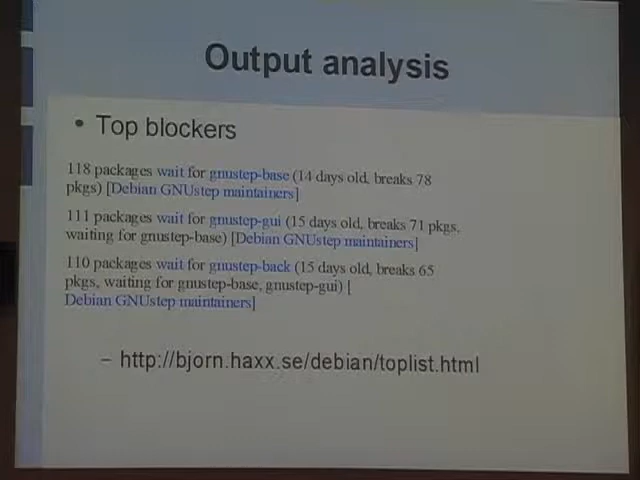 Output analysis
• Top blockers
118 packages wait for gnustep-base (14 days old, breaks 78
pkgs) [Debian GNUstep maintainers]
111 packages wait for gnustep-gui (15 days old, breaks 71 pkgs,
waiting for gnustep-base) [Debian GNUstep maintainers]
110 packages wait for gnustep-back (15 days old, breaks 65
pkgs, waiting for gnustep-base, gnustep-gui) [
Debian GNUstep maintainers]
– http://bjorn.haxx.se/debian/toplist.html